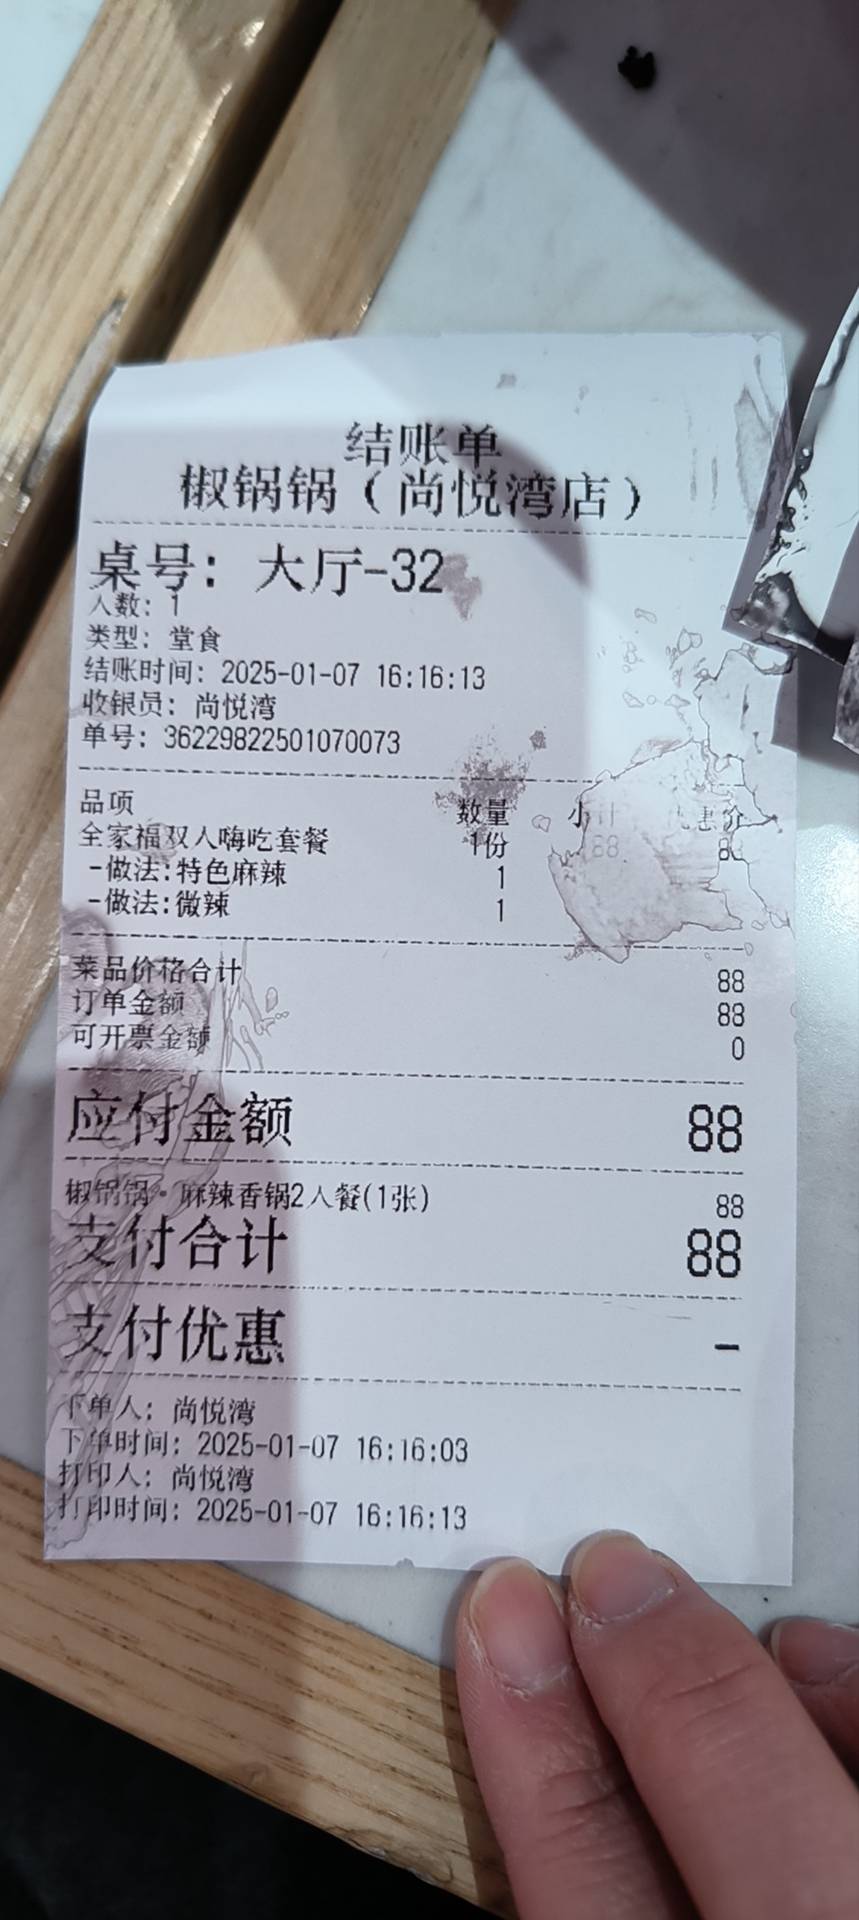 结账单
椒锅锅（尚悦湾店）
桌号：大厅-32
人数：1
类型：堂食
结账时间：2025-01-07 16:16:13
收银员：尚悦湾
单号：362298222501070073
品项 数量
全家福双人嗨吃套餐 1份
-做法:特色麻辣 1
-做法:微辣 1
菜品价格合计 88
订单金额 88
可开票金额 0
应付金额 88
椒锅锅·麻辣香锅2人餐(1张) 88
支付合计 88
支付优惠 -
下单人：尚悦湾
下单时间：2025-01-07 16:16:03
打印人：尚悦湾
打印时间：2025-01-07 16:16:13